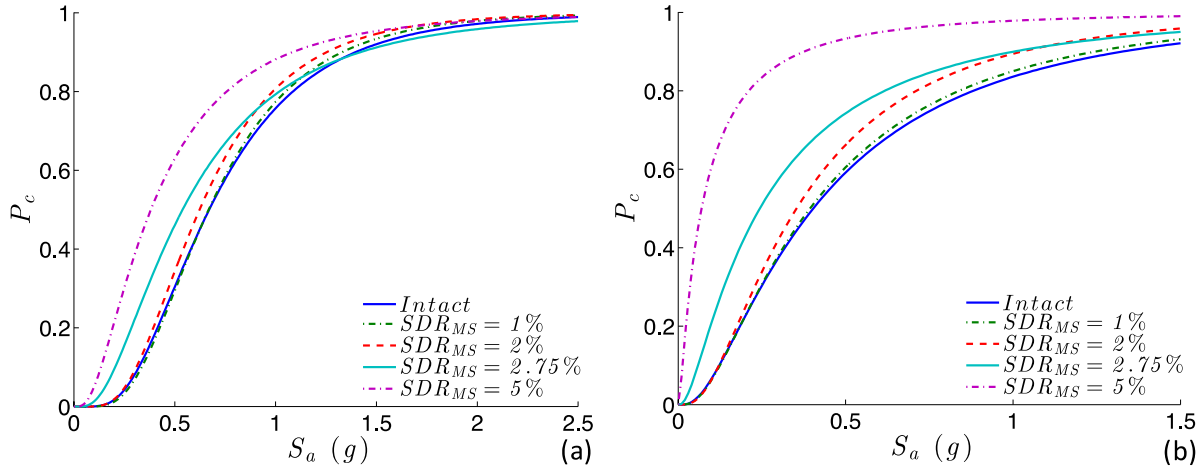 1
0.8
0.6
0.4
0.2
0
P_c
0 0.5 1 1.5 2 2.5
S_a (g)
Intact
SDR_MS = 1%
SDR_MS = 2%
SDR_MS = 2.75%
SDR_MS = 5%
(a)
1
0.8
0.6
0.4
0.2
0
P_c
0 0.5 1 1.5
S_a (g)
Intact
SDR_MS = 1%
SDR_MS = 2%
SDR_MS = 2.75%
SDR_MS = 5%
(b)